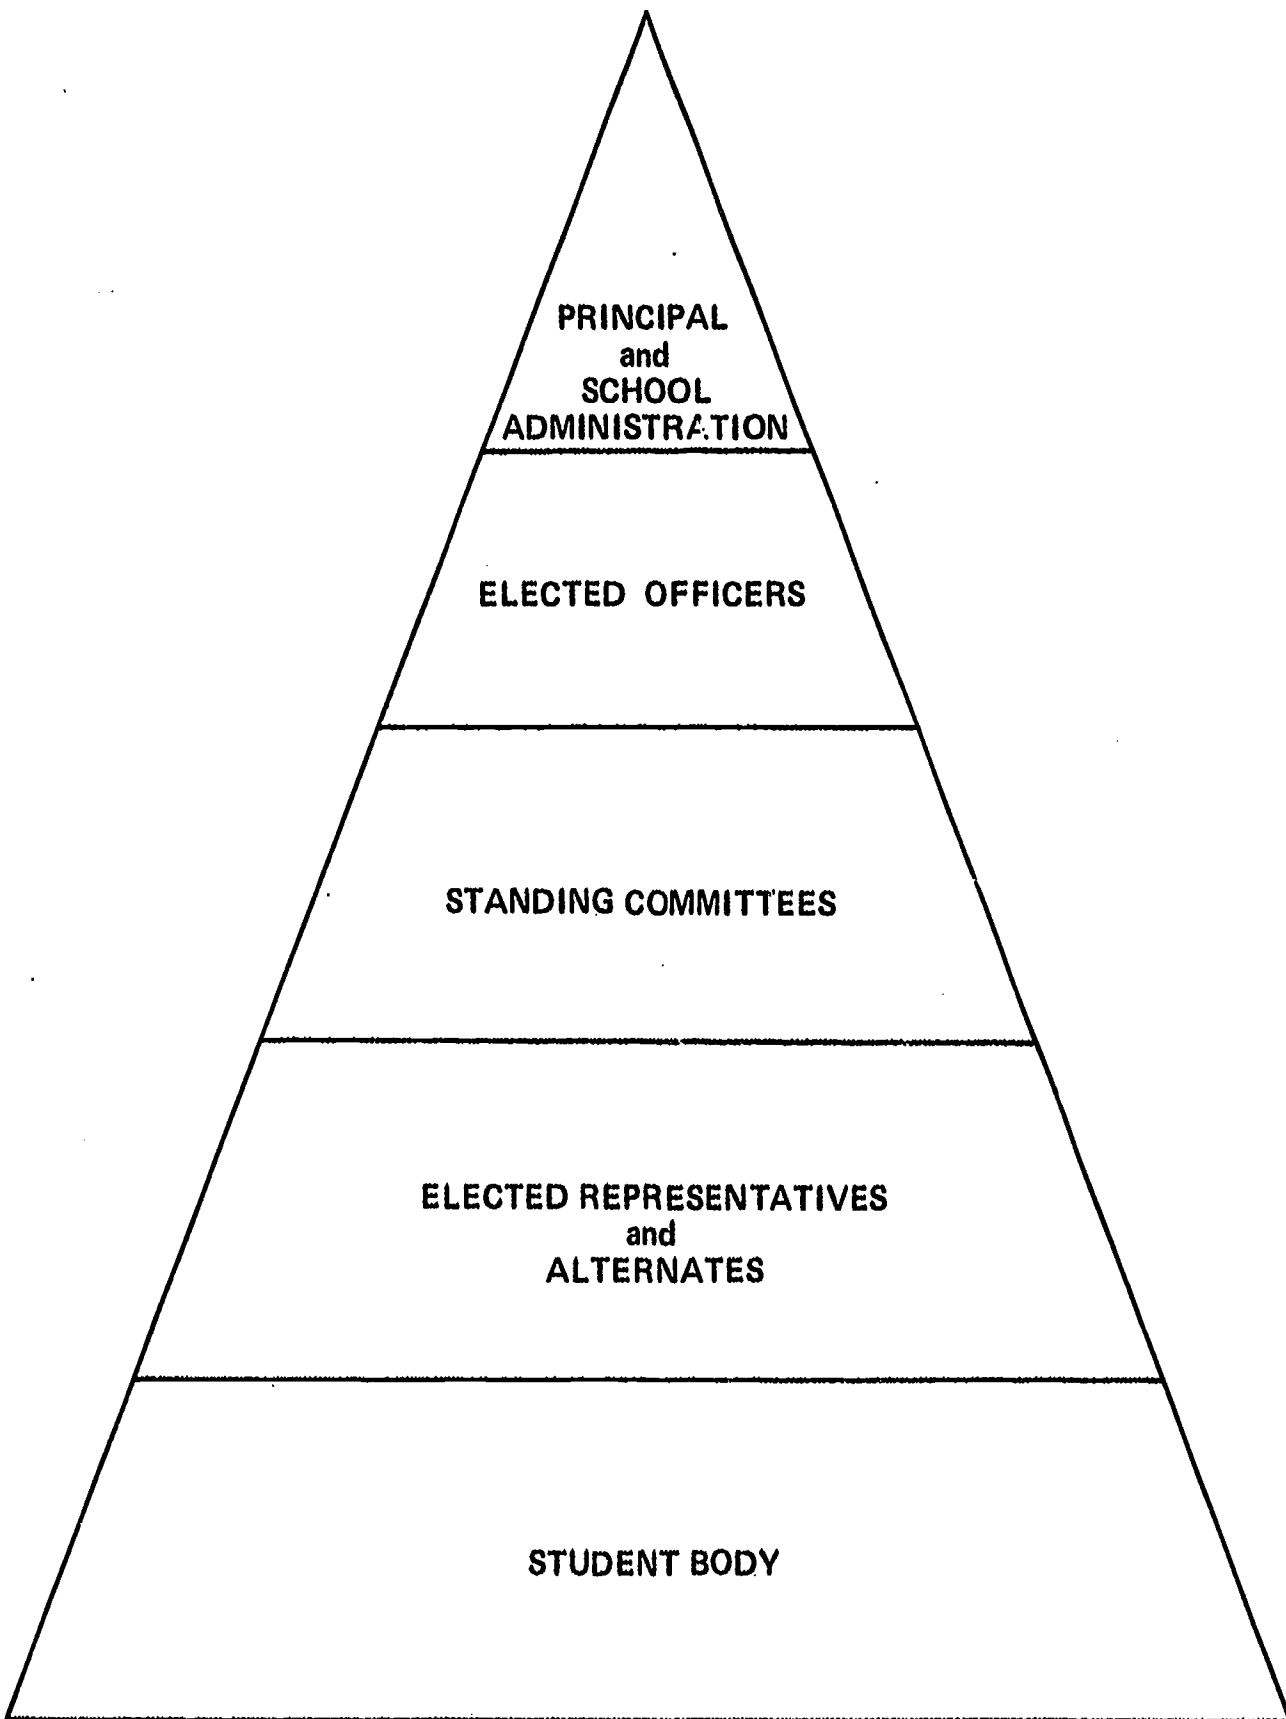 PRINCIPAL
and
SCHOOL
ADMINISTRATION
ELECTED OFFICERS
STANDING COMMITTEES
ELECTED REPRESENTATIVES
and
ALTERNATES
STUDENT BODY